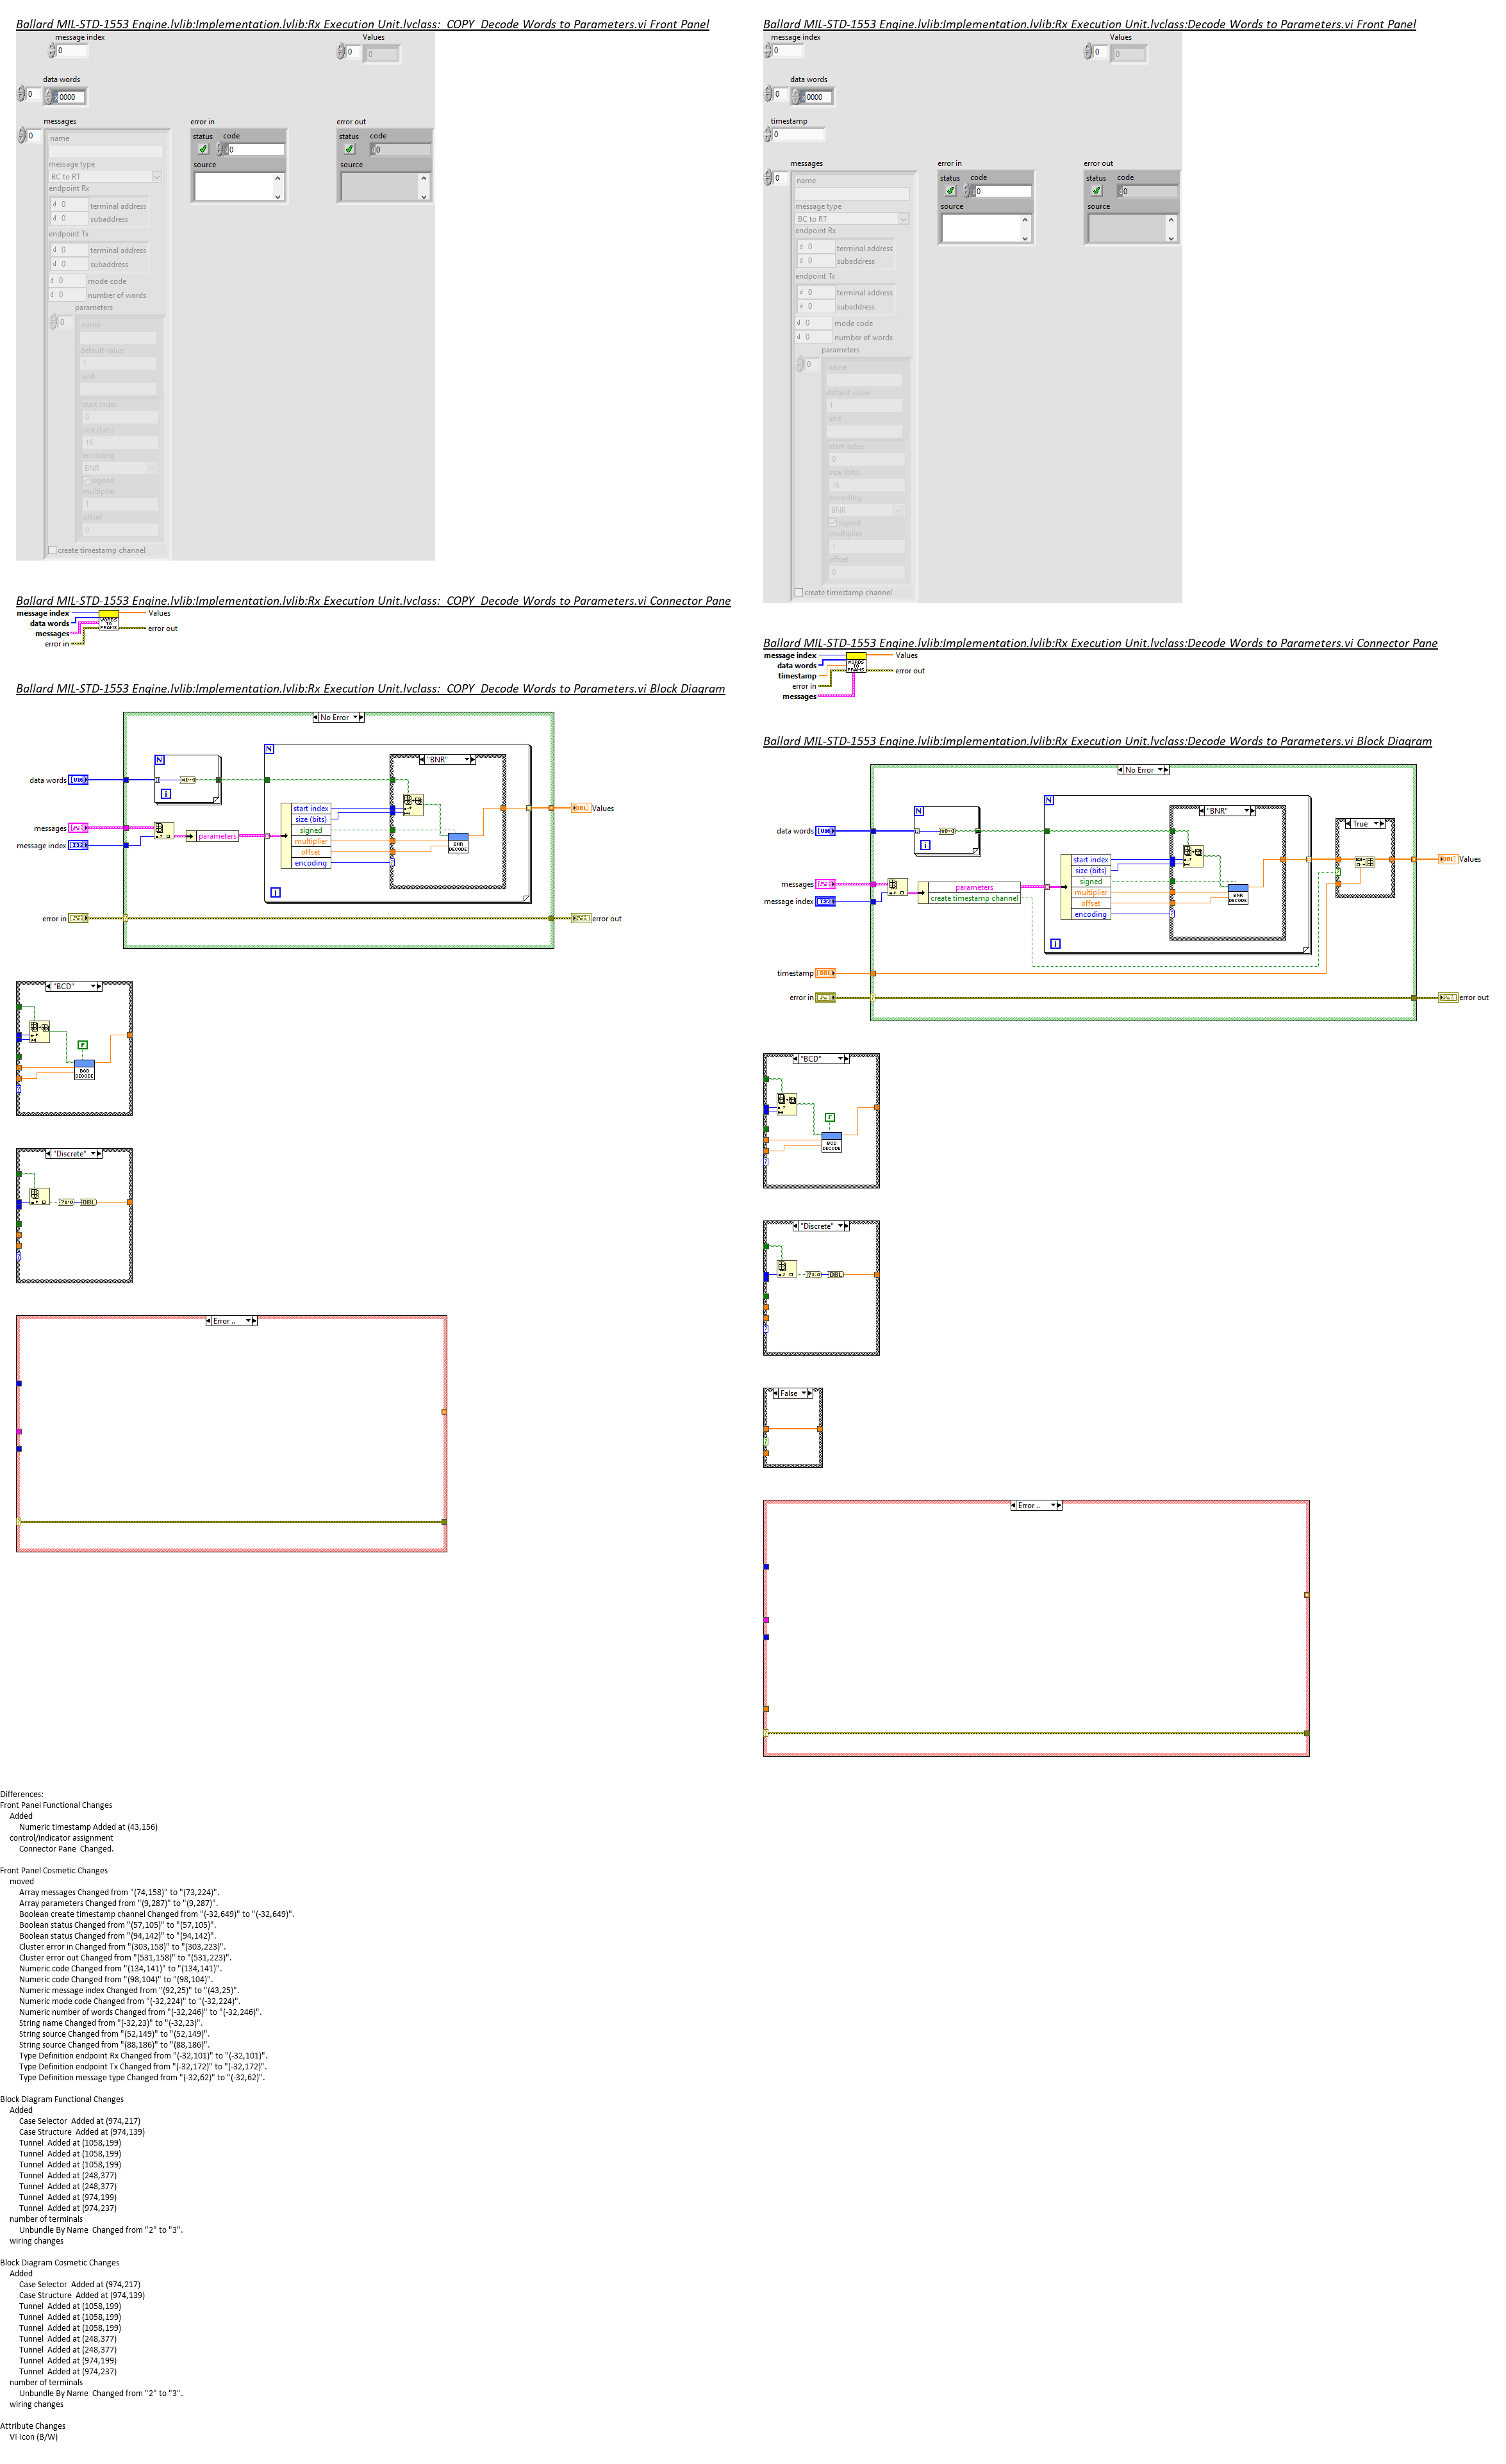 Ballard MIL-STD-1553 Engine.lvlib:Implementation.lvlib:Rx Execution Unit.lvclass:_COPY_Decode Words to Parameters.vi Front Panel
message index
0
Values
0
0
data words
0
0000
messages
0
name
message type
BC to RT
endpoint Rx
d 0 terminal address
d 0 subaddress
endpoint Tx
d 0 terminal address
d 0 subaddress
d 0 mode code
d 0 number of words
parameters
0
name
default value
1
unit
start index
0
size (bits)
16
encoding
BNR
signed
multiplier
1
offset
0
create timestamp channel
error in
status code
0
source
error out
status code
0
source
Ballard MIL-STD-1553 Engine.lvlib:Implementation.lvlib:Rx Execution Unit.lvclass:_COPY_Decode Words to Parameters.vi Connector Pane
message index
data words
messages
error in
WORDS
TO
PRAMS
Values
error out
Ballard MIL-STD-1553 Engine.lvlib:Implementation.lvlib:Rx Execution Unit.lvclass:_COPY_Decode Words to Parameters.vi Block Diagram
No Error
data words
U16
N
i
messages
message index
I32
parameters
N
start index
size (bits)
signed
multiplier
offset
encoding
i
"BNR"
BNR
DECODE
DBL
Values
error in
error out
"BCD"
F
BCD
DECODE
"Discrete"
?1:0
DBL
Error ..
Ballard MIL-STD-1553 Engine.lvlib:Implementation.lvlib:Rx Execution Unit.lvclass:Decode Words to Parameters.vi Front Panel
message index
0
Values
0
0
data words
0
0000
timestamp
0
messages
0
name
message type
BC to RT
endpoint Rx
d 0 terminal address
d 0 subaddress
endpoint Tx
d 0 terminal address
d 0 subaddress
d 0 mode code
d 0 number of words
parameters
0
name
default value
1
unit
start index
0
size (bits)
16
encoding
BNR
signed
multiplier
1
offset
0
create timestamp channel
error in
status code
0
source
error out
status code
0
source
Ballard MIL-STD-1553 Engine.lvlib:Implementation.lvlib:Rx Execution Unit.lvclass:Decode Words to Parameters.vi Connector Pane
message index
data words
timestamp
error in
messages
WORDS
TO
PRAMS
Values
error out
Ballard MIL-STD-1553 Engine.lvlib:Implementation.lvlib:Rx Execution Unit.lvclass:Decode Words to Parameters.vi Block Diagram
No Error
data words
U16
N
i
messages
message index
I32
parameters
create timestamp channel
N
start index
size (bits)
signed
multiplier
offset
encoding
i
"BNR"
BNR
DECODE
True
DBL
Values
timestamp
DBL
error in
error out
"BCD"
F
BCD
DECODE
"Discrete"
?1:0
DBL
False
Error ..
Differences:
Front Panel Functional Changes
Added
Numeric timestamp Added at (43,156)
control/indicator assignment
Connector Pane  Changed.
Front Panel Cosmetic Changes
moved
Array messages Changed from "(74,158)" to "(73,224)".
Array parameters Changed from "(9,287)" to "(9,287)".
Boolean create timestamp channel Changed from "(-32,649)" to "(-32,649)".
Boolean status Changed from "(57,105)" to "(57,105)".
Boolean status Changed from "(94,142)" to "(94,142)".
Cluster error in Changed from "(303,158)" to "(303,223)".
Cluster error out Changed from "(531,158)" to "(531,223)".
Numeric code Changed from "(134,141)" to "(134,141)".
Numeric code Changed from "(98,104)" to "(98,104)".
Numeric message index Changed from "(92,25)" to "(43,25)".
Numeric mode code Changed from "(-32,224)" to "(-32,224)".
Numeric number of words Changed from "(-32,246)" to "(-32,246)".
String name Changed from "(-32,23)" to "(-32,23)".
String source Changed from "(52,149)" to "(52,149)".
String source Changed from "(88,186)" to "(88,186)".
Type Definition endpoint Rx Changed from "(-32,101)" to "(-32,101)".
Type Definition endpoint Tx Changed from "(-32,172)" to "(-32,172)".
Type Definition message type Changed from "(-32,62)" to "(-32,62)".
Block Diagram Functional Changes
Added
Case Selector  Added at (974,217)
Case Structure  Added at (974,139)
Tunnel  Added at (1058,199)
Tunnel  Added at (1058,199)
Tunnel  Added at (1058,199)
Tunnel  Added at (248,377)
Tunnel  Added at (248,377)
Tunnel  Added at (974,199)
Tunnel  Added at (974,237)
number of terminals
Unbundle By Name  Changed from "2" to "3".
wiring changes
Block Diagram Cosmetic Changes
Added
Case Selector  Added at (974,217)
Case Structure  Added at (974,139)
Tunnel  Added at (1058,199)
Tunnel  Added at (1058,199)
Tunnel  Added at (1058,199)
Tunnel  Added at (248,377)
Tunnel  Added at (248,377)
Tunnel  Added at (974,199)
Tunnel  Added at (974,237)
number of terminals
Unbundle By Name  Changed from "2" to "3".
wiring changes
Attribute Changes
VI Icon (B/W)